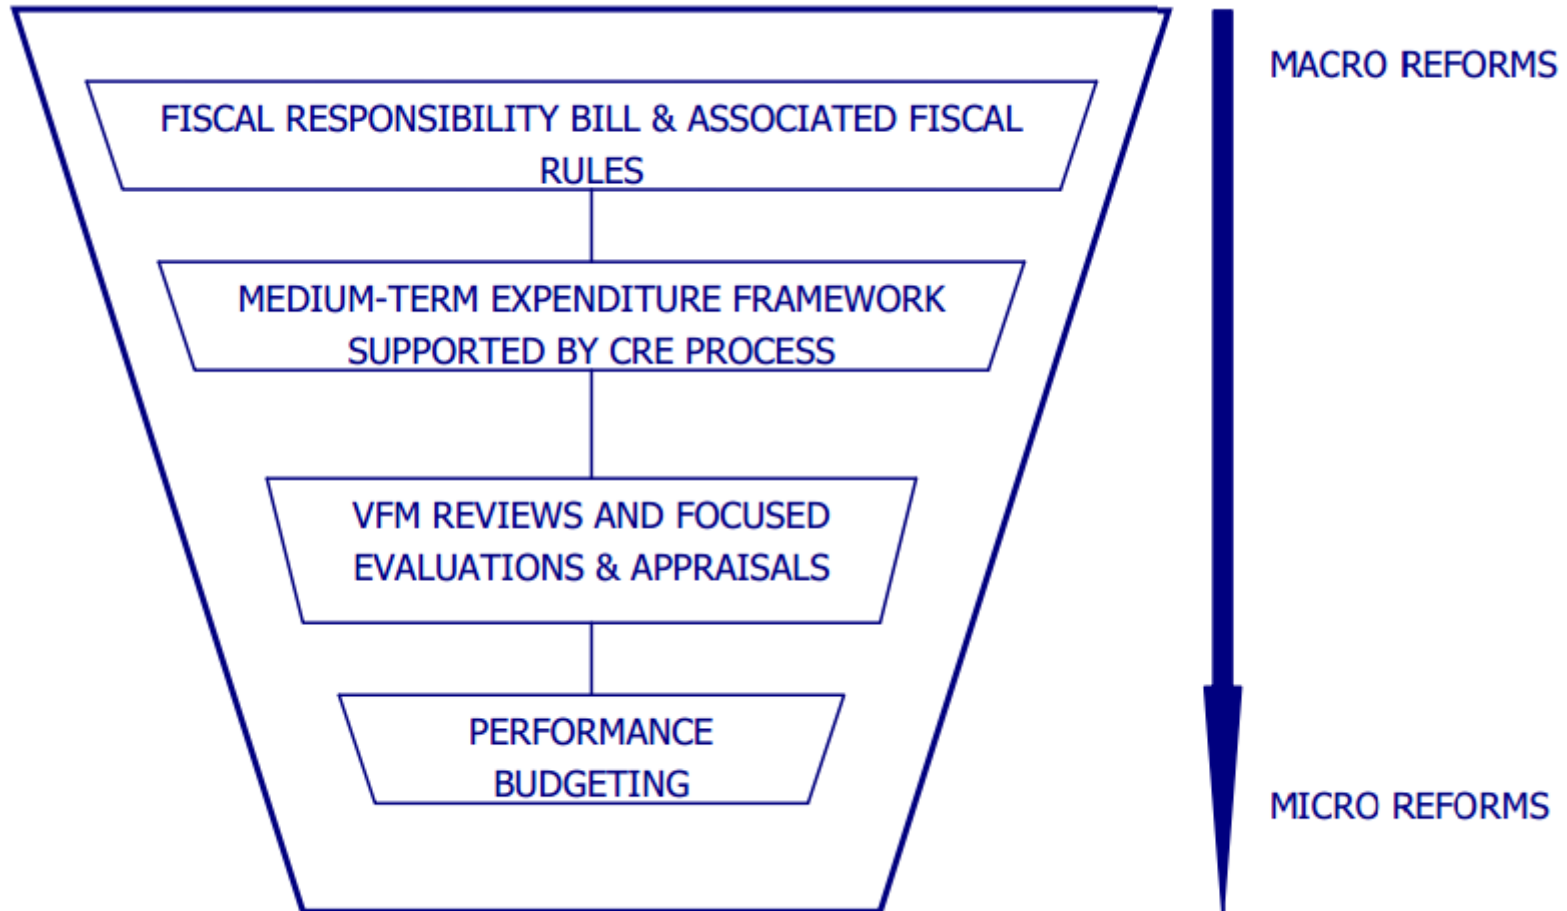 MACRO REFORMS
FISCAL RESPONSIBILITY BILL & ASSOCIATED FISCAL
RULES
MEDIUM-TERM EXPENDITURE FRAMEWORK
SUPPORTED BY CRE PROCESS
VFM REVIEWS AND FOCUSED
EVALUATIONS & APPRAISALS
PERFORMANCE
BUDGETING
MICRO REFORMS